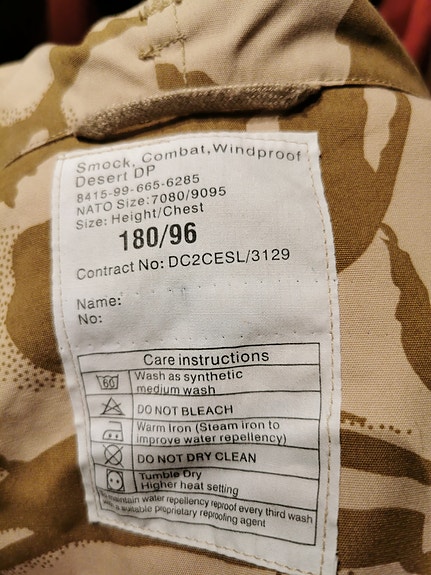 Smock, Combat, Windproof
Desert DP
8415-99-665-6285
NATO Size: 7080/9095
Size: Height/Chest
180/96
Contract No: DC2CESL/3129
Name:
No:
Care instructions
60
Wash as synthetic
medium wash
DO NOT BLEACH
Warm Iron (Steam iron to
improve water repellency)
DO NOT DRY CLEAN
Tumble Dry
Higher heat setting
To maintain water repellency reproof every third wash
with a suitable proprietary reproofing agent